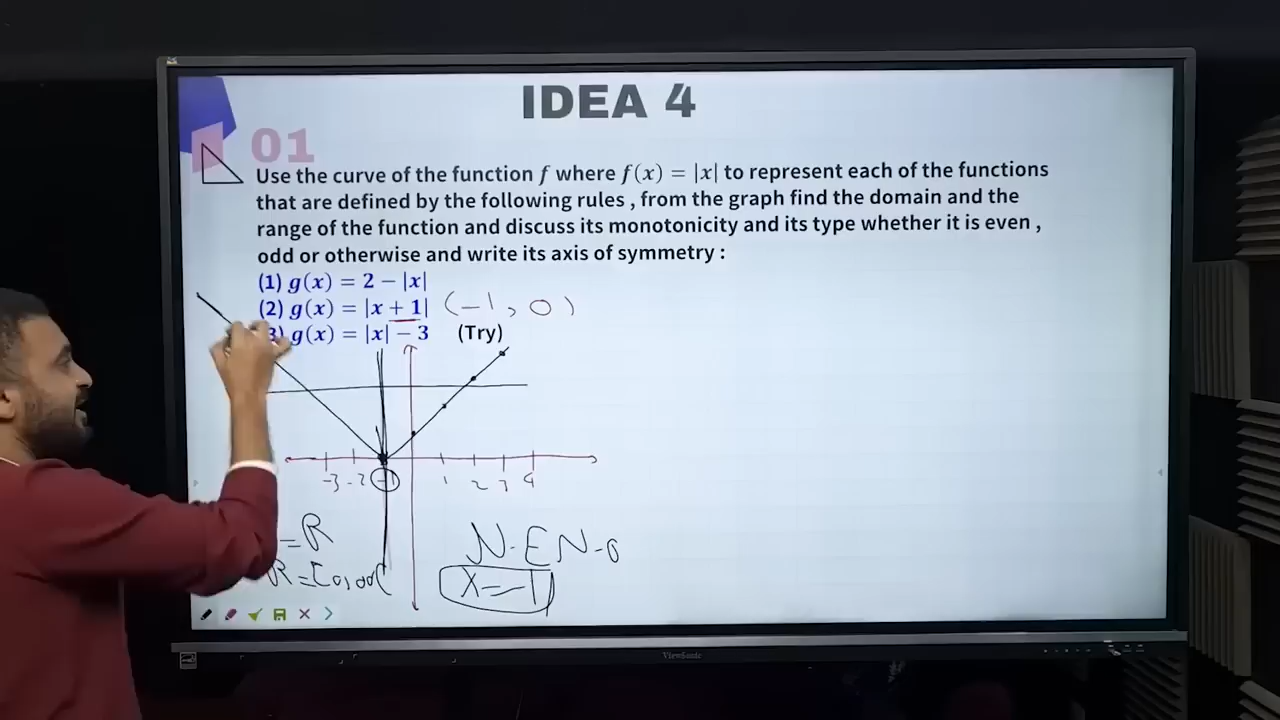 IDEA 4
01
Use the curve of the function f where f(x) = |x| to represent each of the functions
that are defined by the following rules , from the graph find the domain and the
range of the function and discuss its monotonicity and its type whether it is even ,
odd or otherwise and write its axis of symmetry :
(1) g(x) = 2 − |x|
(2) g(x) = |x + 1| (−1, 0)
3) g(x) = |x| − 3 (Try)
-3 -2 -1 1 2 3 4
=R N.E N-o
R=[0,∞[ x=-1
ViewSonic